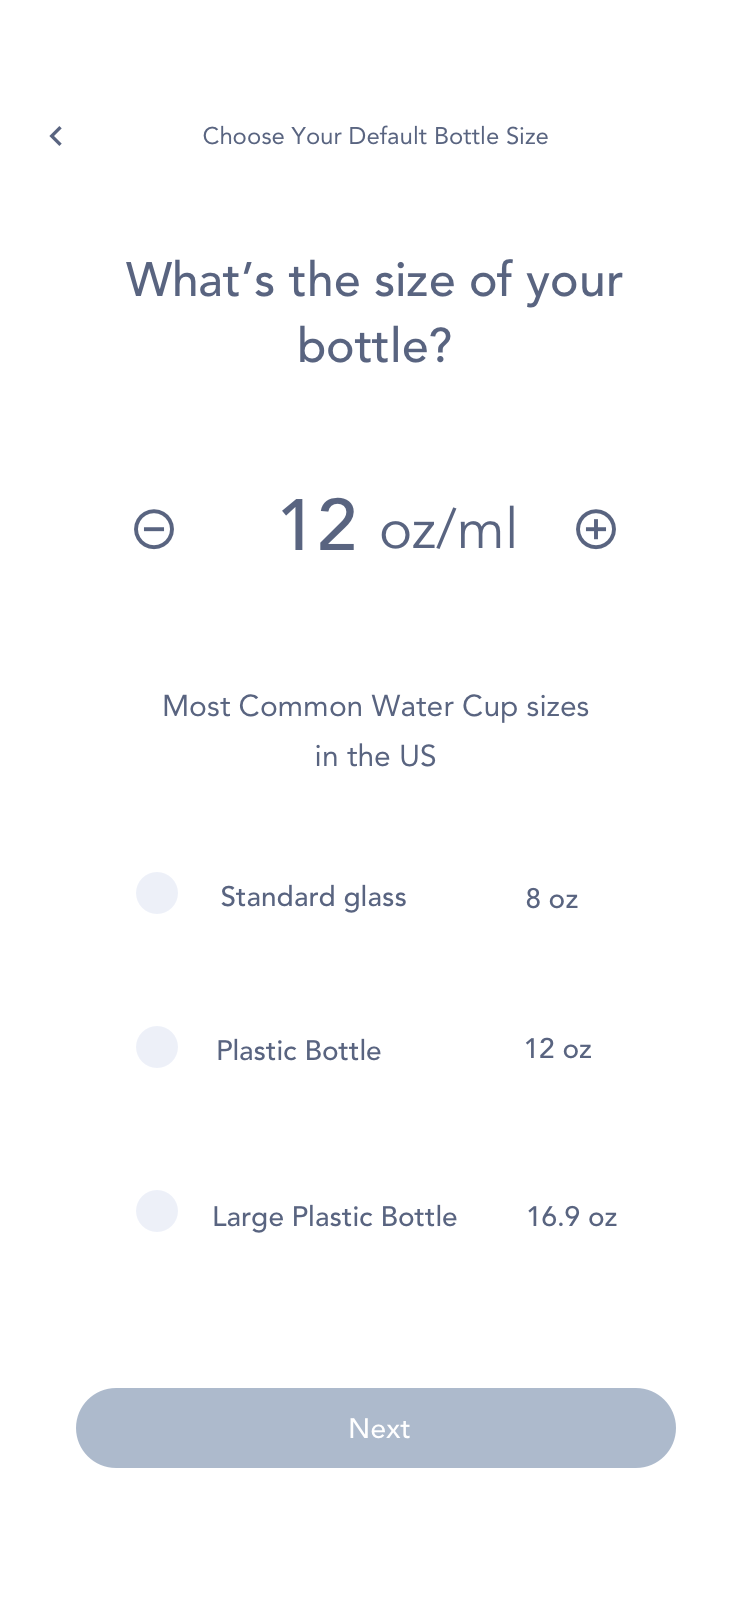 Choose Your Default Bottle Size
What’s the size of your
bottle?
12 oz/ml
Most Common Water Cup sizes
in the US
Standard glass 8 oz
Plastic Bottle 12 oz
Large Plastic Bottle 16.9 oz
Next